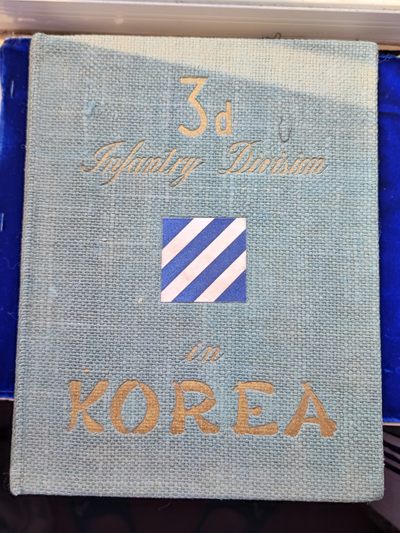 3d
Infantry Division
in
KOREA